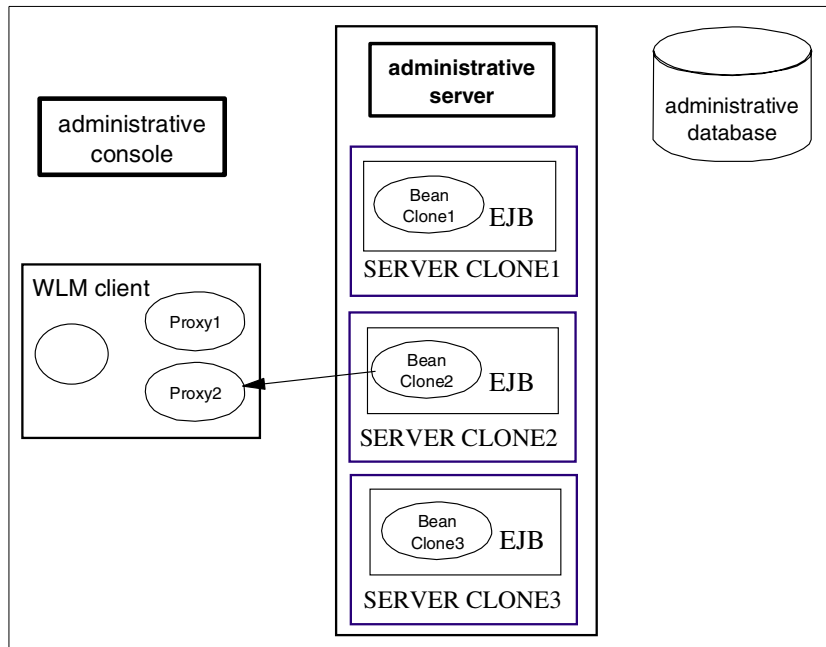 administrative
console
administrative
server
administrative
database
Bean
Clone1
EJB
SERVER CLONE1
WLM client
Proxy1
Proxy2
Bean
Clone2
EJB
SERVER CLONE2
Bean
Clone3
EJB
SERVER CLONE3